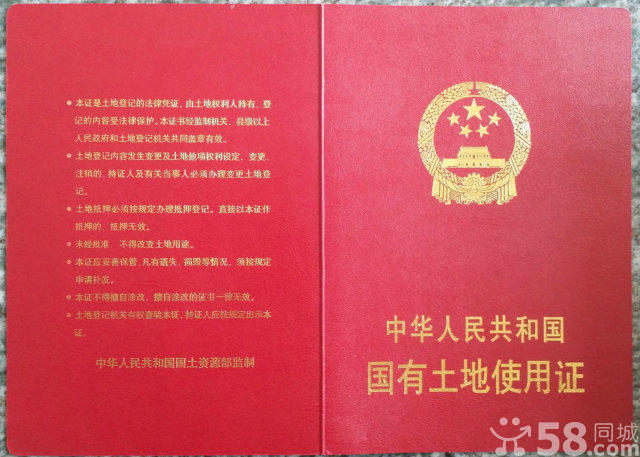 ● 本证是土地登记的法律凭证，由土地权利人持有，登
记的内容受法律保护。本证书经监制机关、县级以上
人民政府和土地登记机关共同盖章有效。
● 土地登记内容发生变更及土地他项权利设定、变更、
注销的，持证人及有关当事人必须办理变更土地登
记。
● 土地抵押必须按规定办理抵押登记。直接以本证作
抵押的，抵押无效。
● 未经批准，不得改变土地用途。
● 本证应妥善保管，凡有遗失、损毁等情况，须按规定
申请补发。
● 本证不得擅自涂改，擅自涂改的证书一律无效。
● 土地登记机关有权查验本证，持证人应按规定出示本
证。
中华人民共和国国土资源部监制
中华人民共和国
国有土地使用证
58同城